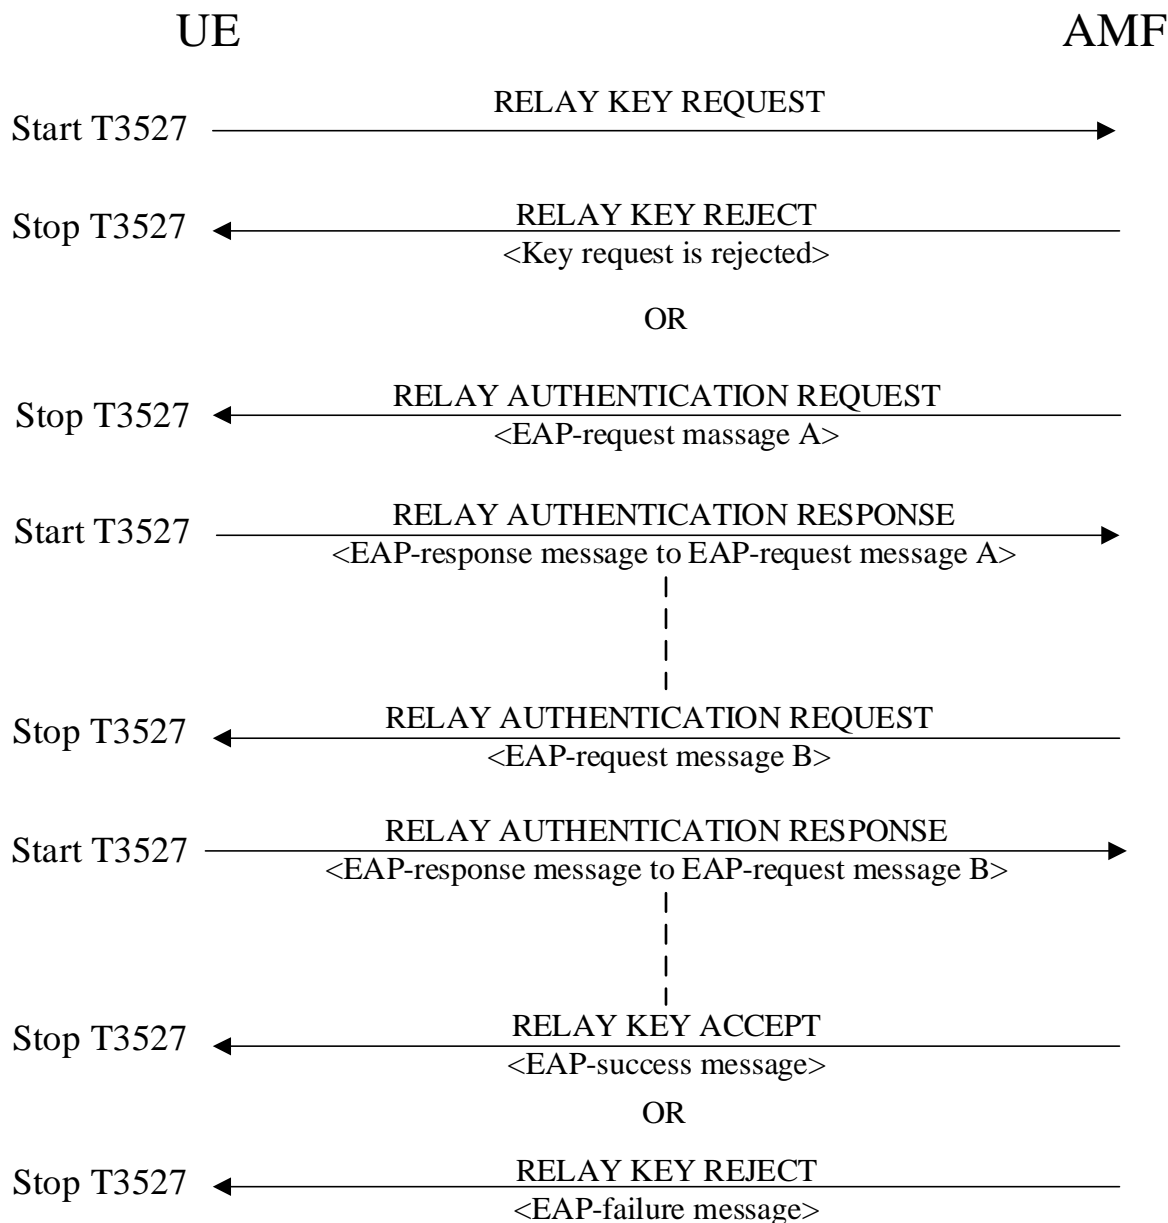 UE AMF
RELAY KEY REQUEST
Start T3527
RELAY KEY REJECT
Stop T3527
<Key request is rejected>
OR
RELAY AUTHENTICATION REQUEST
Stop T3527
<EAP-request massage A>
RELAY AUTHENTICATION RESPONSE
Start T3527
<EAP-response message to EAP-request message A>
RELAY AUTHENTICATION REQUEST
Stop T3527
<EAP-request message B>
RELAY AUTHENTICATION RESPONSE
Start T3527
<EAP-response message to EAP-request message B>
RELAY KEY ACCEPT
Stop T3527
<EAP-success message>
OR
RELAY KEY REJECT
Stop T3527
<EAP-failure message>